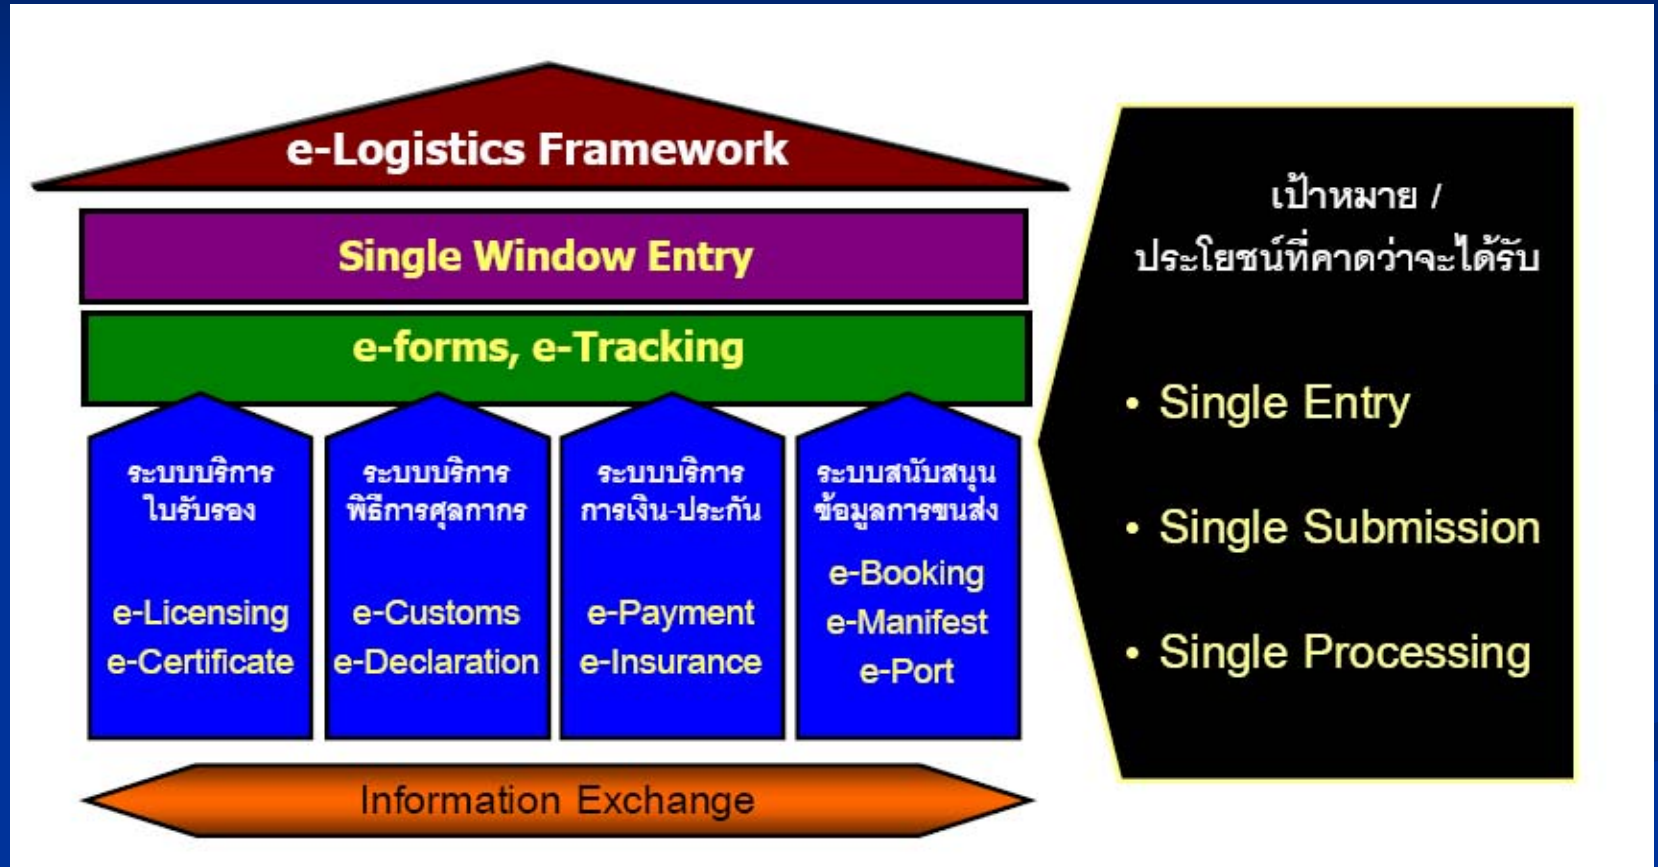 e-Logistics Framework
Single Window Entry
e-forms, e-Tracking
ระบบบริการ
ใบรับรอง
e-Licensing
e-Certificate
ระบบบริการ
พิธีการศุลกากร
e-Customs
e-Declaration
ระบบบริการ
การเงิน-ประกัน
e-Payment
e-Insurance
ระบบสนับสนุน
ข้อมูลการขนส่ง
e-Booking
e-Manifest
e-Port
Information Exchange
เป้าหมาย /
ประโยชน์ที่คาดว่าจะได้รับ
• Single Entry
• Single Submission
• Single Processing